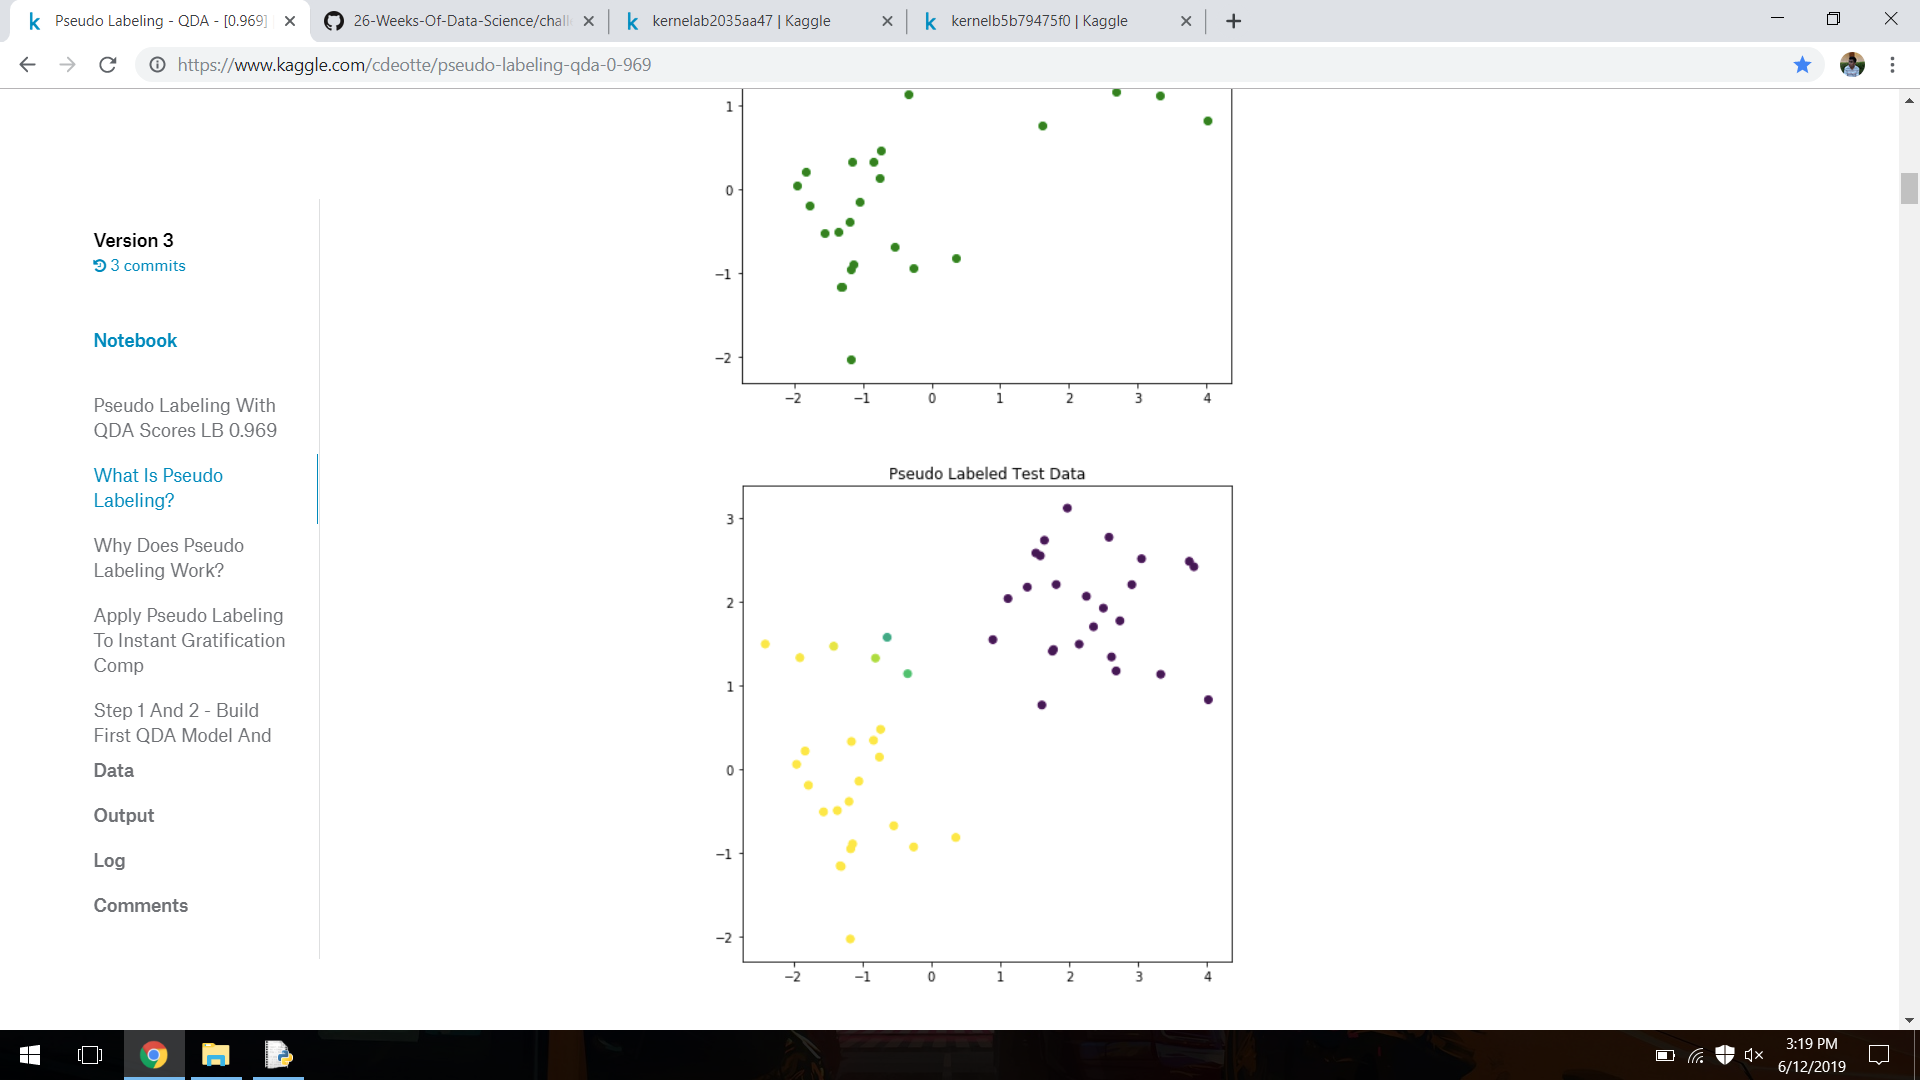 Pseudo Labeling - QDA - [0.969]
26-Weeks-Of-Data-Science/chall
kernelab2035aa47 | Kaggle
kernelb5b79475f0 | Kaggle
https://www.kaggle.com/cdeotte/pseudo-labeling-qda-0-969
Version 3
3 commits
Notebook
Pseudo Labeling With
QDA Scores LB 0.969
What Is Pseudo
Labeling?
Why Does Pseudo
Labeling Work?
Apply Pseudo Labeling
To Instant Gratification
Comp
Step 1 And 2 - Build
First QDA Model And
Data
Output
Log
Comments
1
0
−1
−2
−2 −1 0 1 2 3 4
Pseudo Labeled Test Data
3
2
1
0
−1
−2
−2 −1 0 1 2 3 4
3:19 PM
6/12/2019